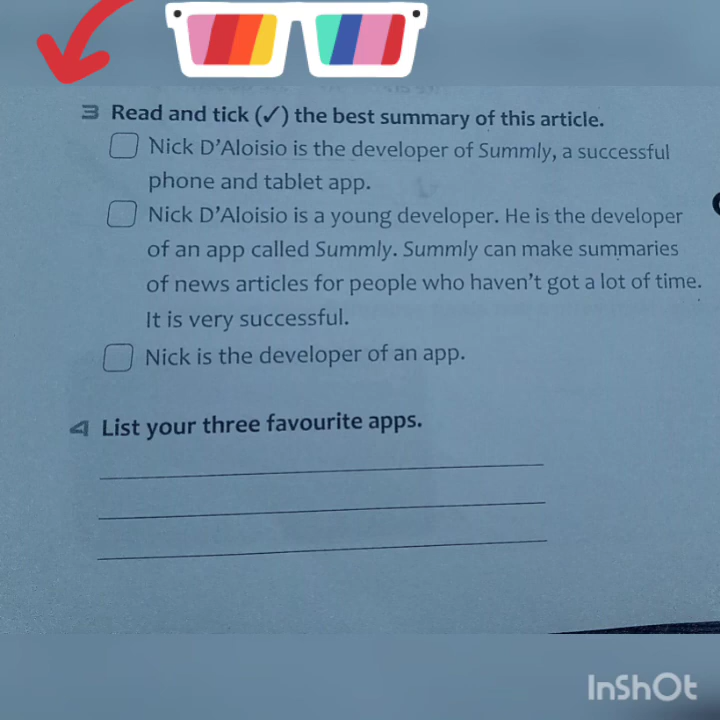 3 Read and tick (✓) the best summary of this article.
Nick D'Aloisio is the developer of Summly, a successful
phone and tablet app.
Nick D'Aloisio is a young developer. He is the developer
of an app called Summly. Summly can make summaries
of news articles for people who haven't got a lot of time.
It is very successful.
Nick is the developer of an app.
4 List your three favourite apps.
InShOt